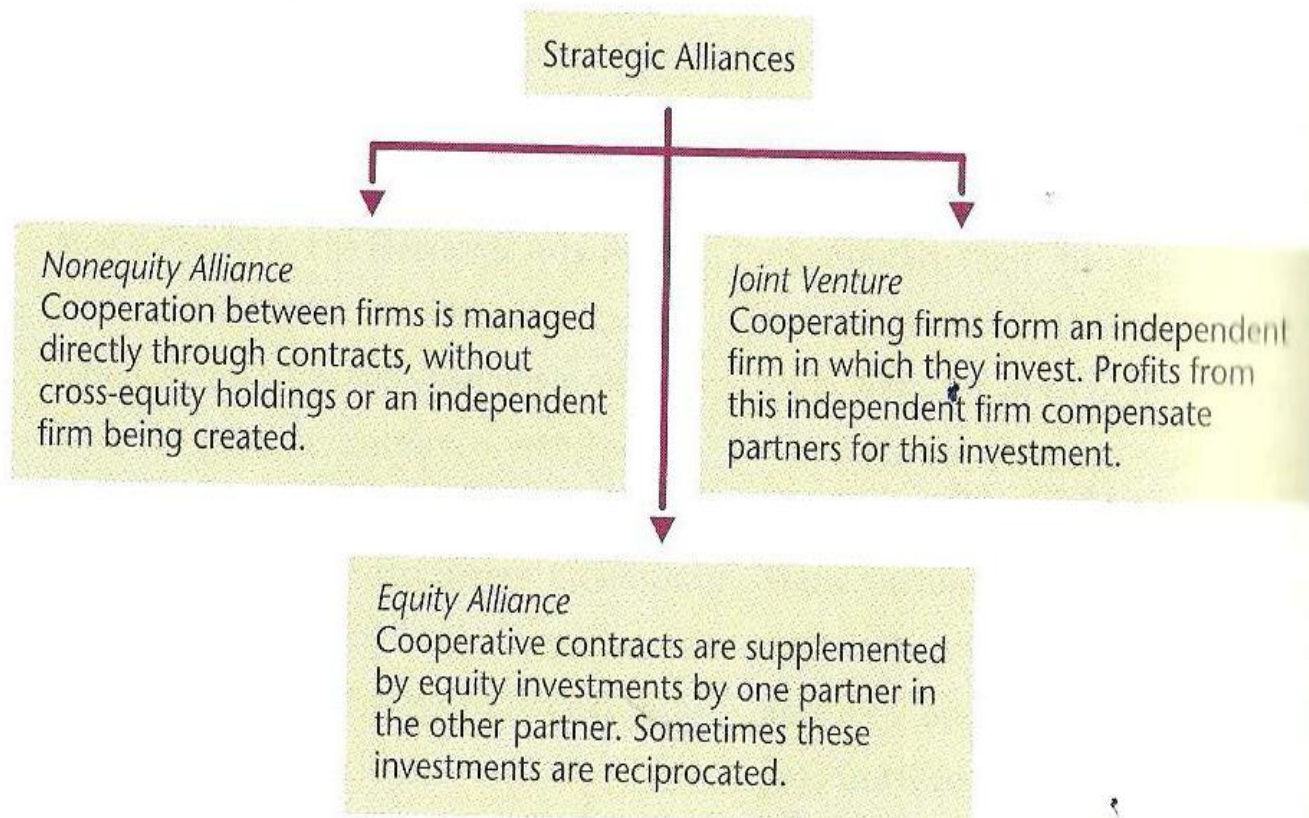 Strategic Alliances
Nonequity Alliance
Cooperation between firms is managed
directly through contracts, without
cross-equity holdings or an independent
firm being created.
Joint Venture
Cooperating firms form an independent
firm in which they invest. Profits from
this independent firm compensate
partners for this investment.
Equity Alliance
Cooperative contracts are supplemented
by equity investments by one partner in
the other partner. Sometimes these
investments are reciprocated.